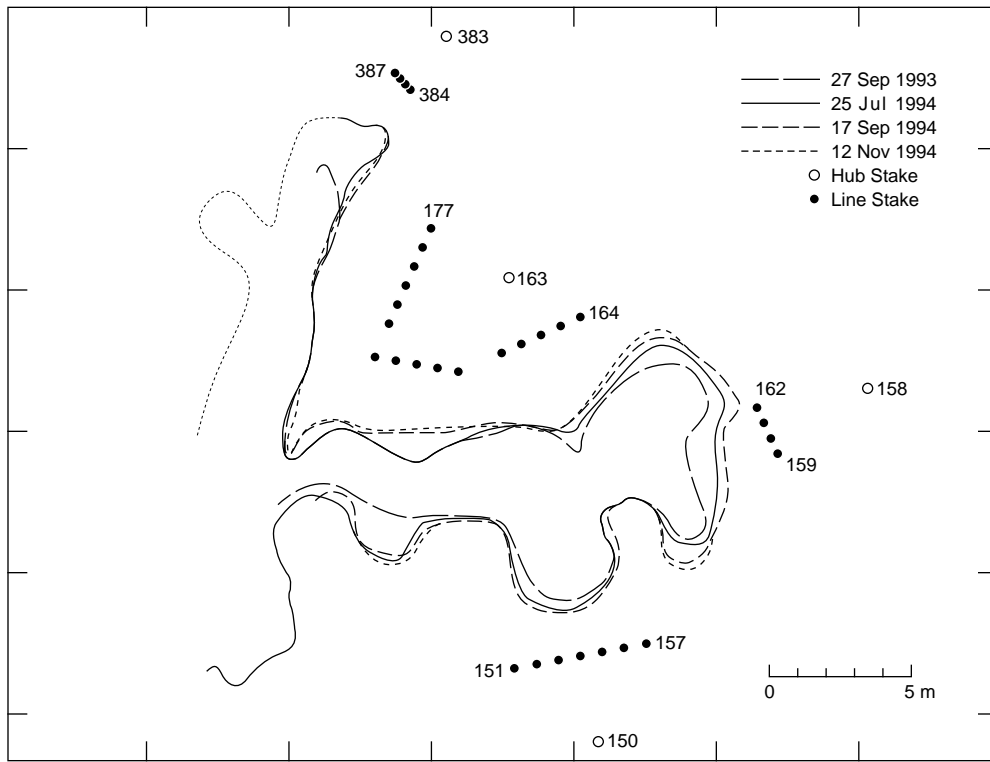 383
387
384
27 Sep 1993
25 Jul 1994
17 Sep 1994
12 Nov 1994
Hub Stake
Line Stake
177
163
164
162
158
159
157
151
0 5 m
150